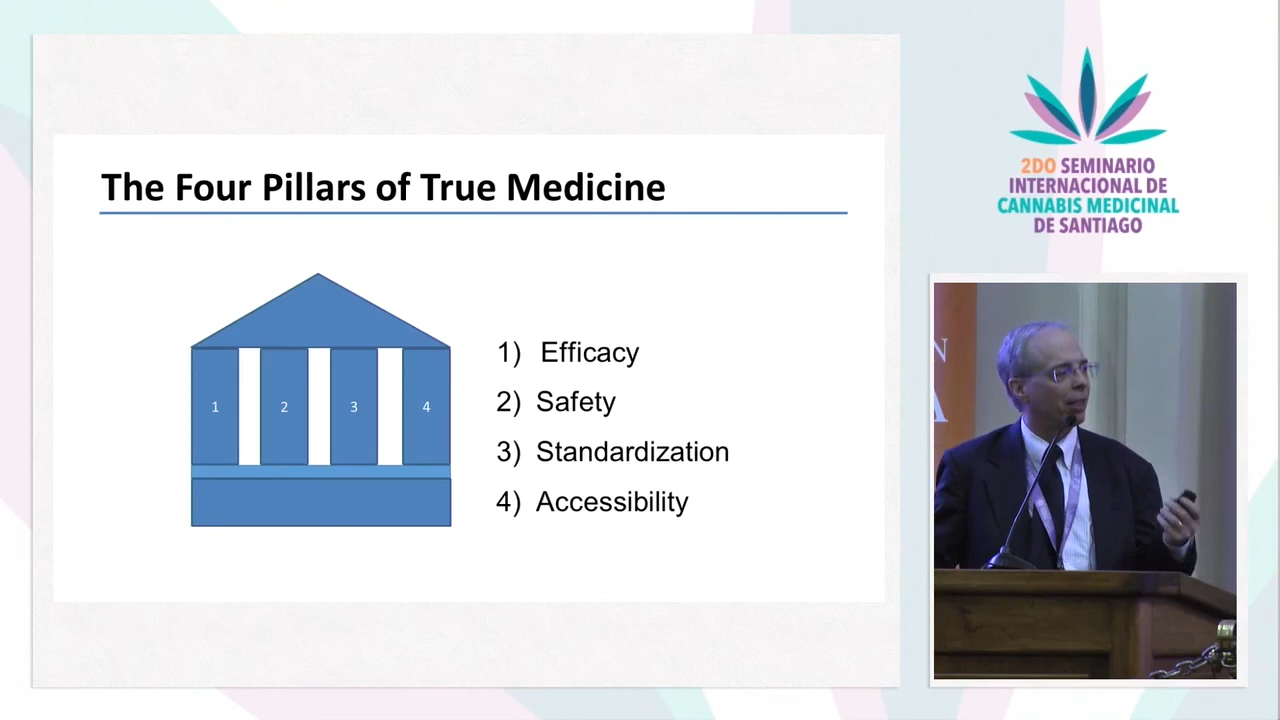 The Four Pillars of True Medicine
1 2 3 4
1) Efficacy
2) Safety
3) Standardization
4) Accessibility
2DO SEMINARIO
INTERNACIONAL DE
CANNABIS MEDICINAL
DE SANTIAGO
N
A